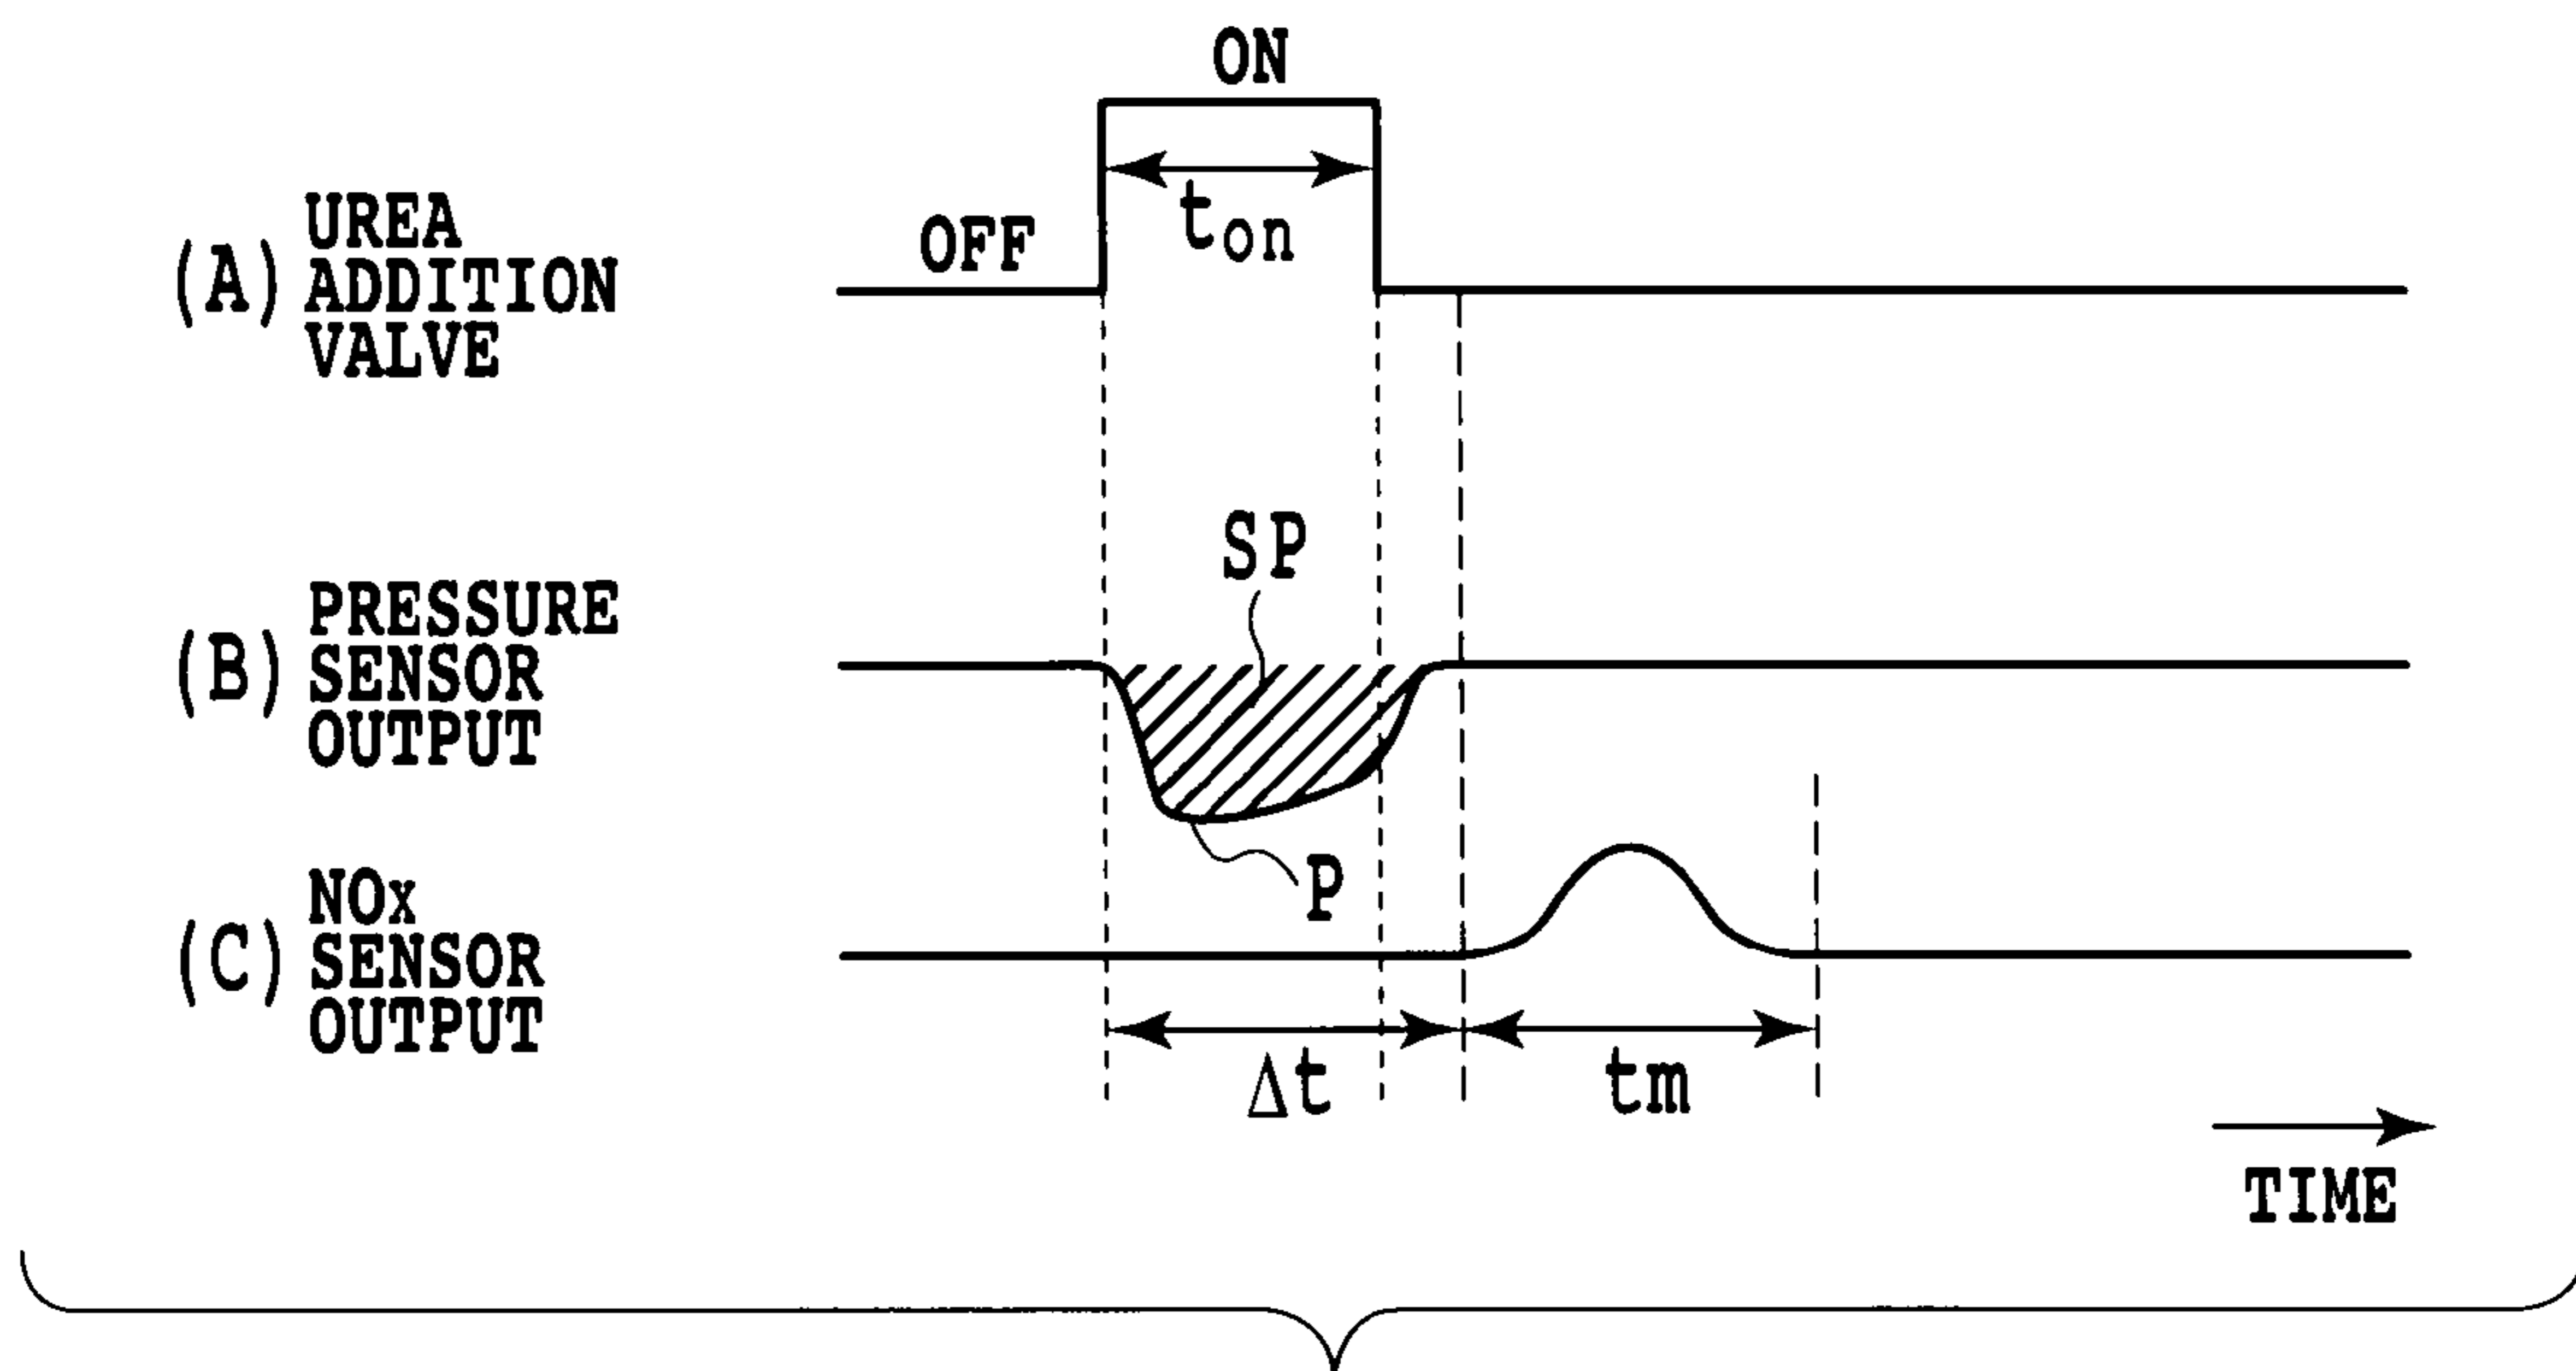 ON
OFF
ton
(A) UREA
ADDITION
VALVE
SP
(B) PRESSURE
SENSOR
OUTPUT
P
(C) NOx
SENSOR
OUTPUT
Δt
tm
TIME